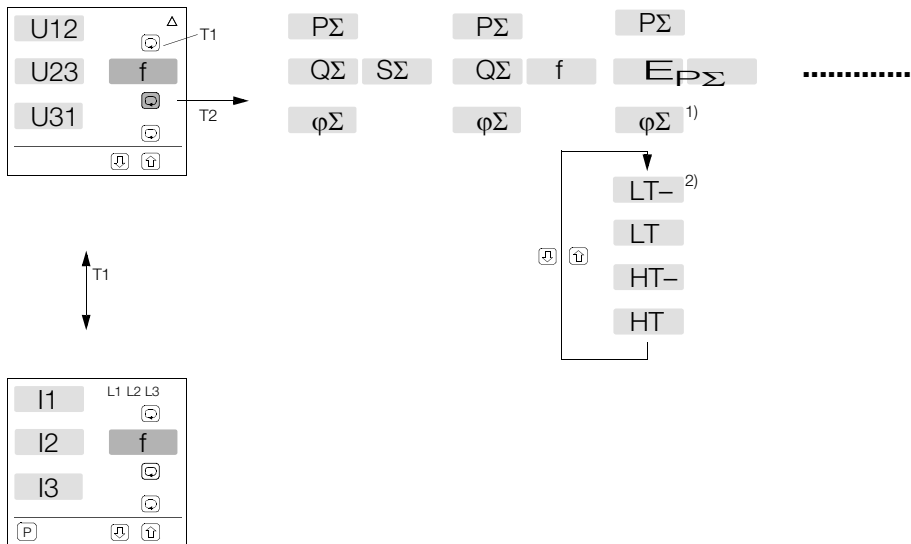 U12 △
T1
U23 f
U31
T2
PΣ
QΣ SΣ
φΣ
PΣ
QΣ f
φΣ
PΣ
EPΣ
φΣ 1)
LT– 2)
LT
HT–
HT
T1
I1 L1 L2 L3
I2 f
I3
P